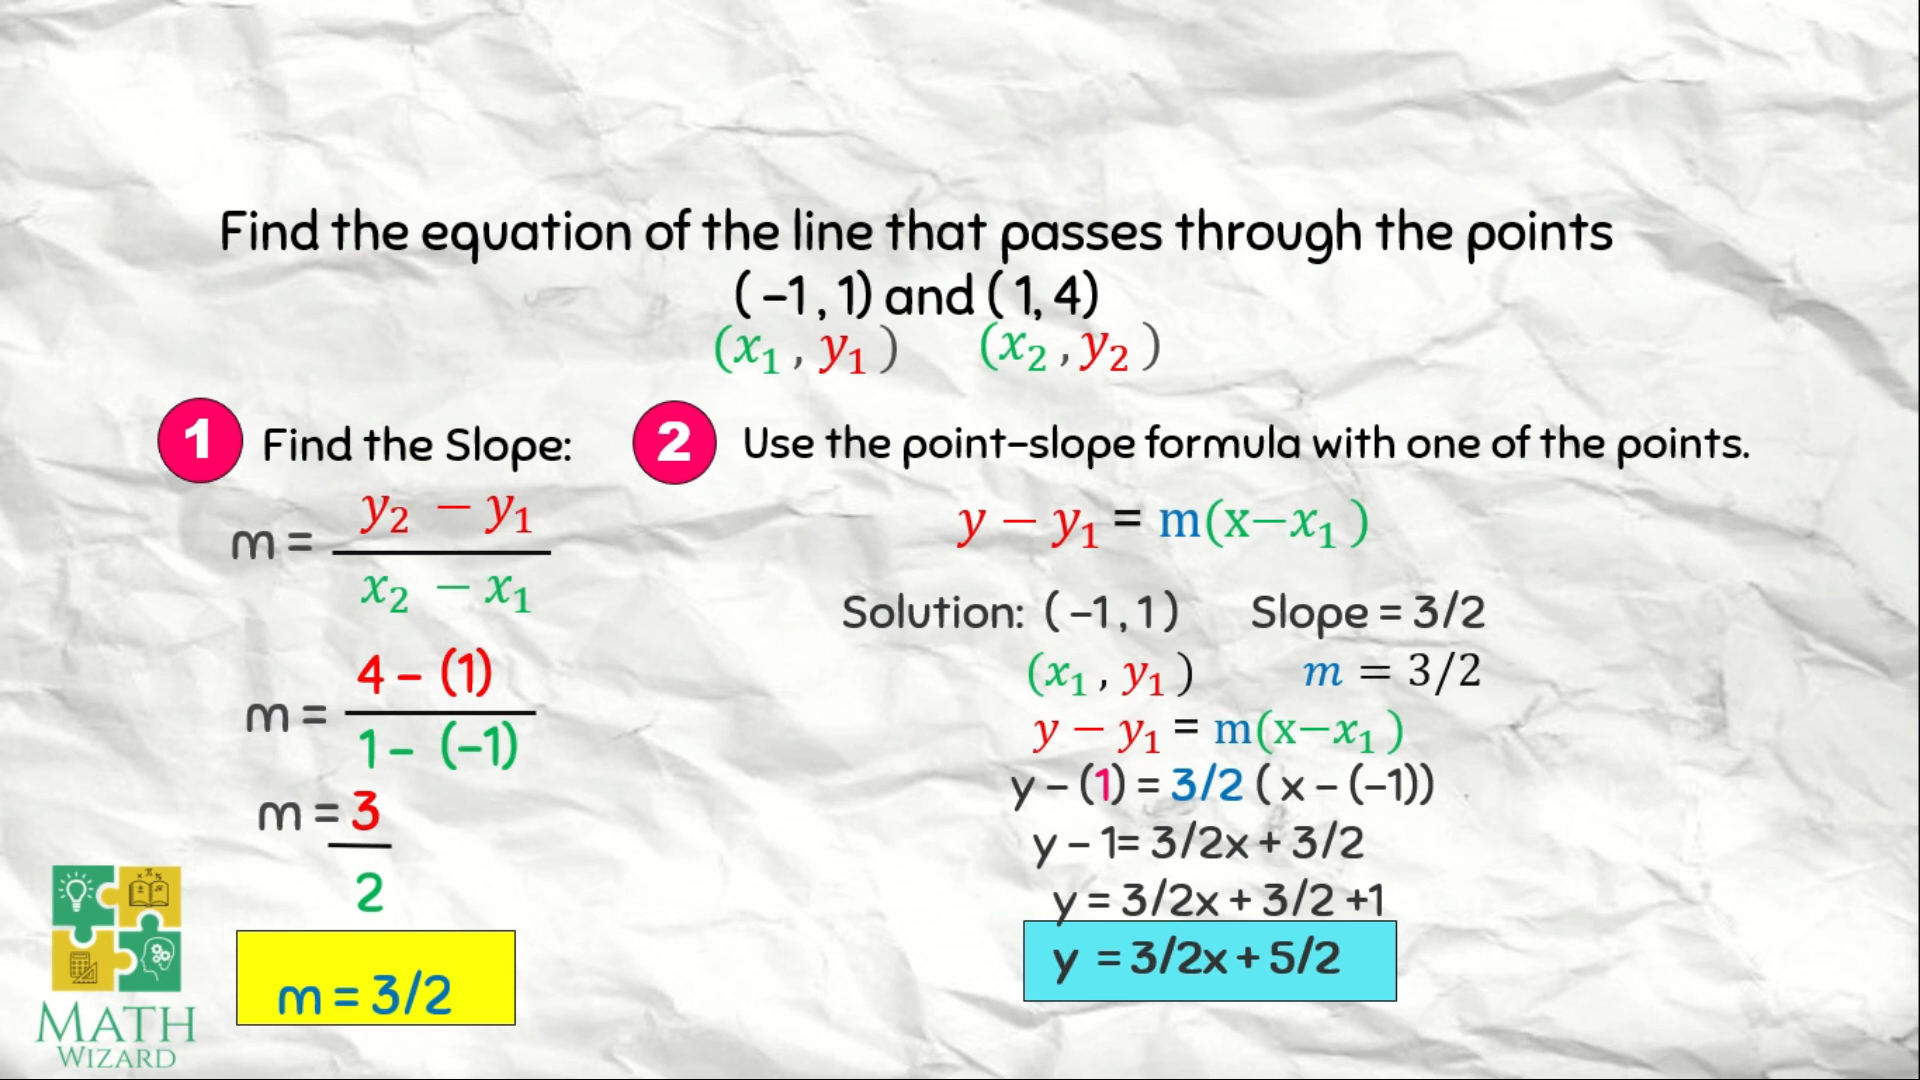 Find the equation of the line that passes through the points
(-1, 1) and (1, 4)
(x₁, y₁) (x₂, y₂)
1 Find the Slope:
m = y₂ − y₁
x₂ − x₁
m = 4 - (1)
1 - (-1)
m = 3
2
m = 3/2
2 Use the point-slope formula with one of the points.
y − y₁ = m(x−x₁)
Solution: (-1, 1) Slope = 3/2
(x₁, y₁) m = 3/2
y − y₁ = m(x−x₁)
y - (1) = 3/2 ( x - (-1))
y - 1= 3/2x + 3/2
y = 3/2x + 3/2 +1
y = 3/2x + 5/2
MATH
WIZARD